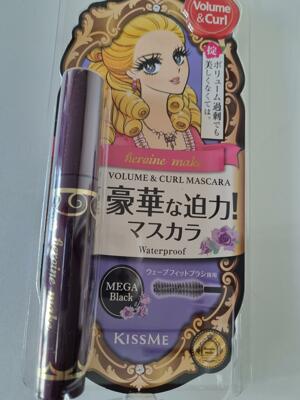 Volume
& Curl
掟
ボリューム過剰でも
美しくなくては。
heroine make
VOLUME & CURL MASCARA
豪華な迫力!
マスカラ
Waterproof
MEGA
Black
ウェーブフィットブラシ採用
KISSME
heroine make